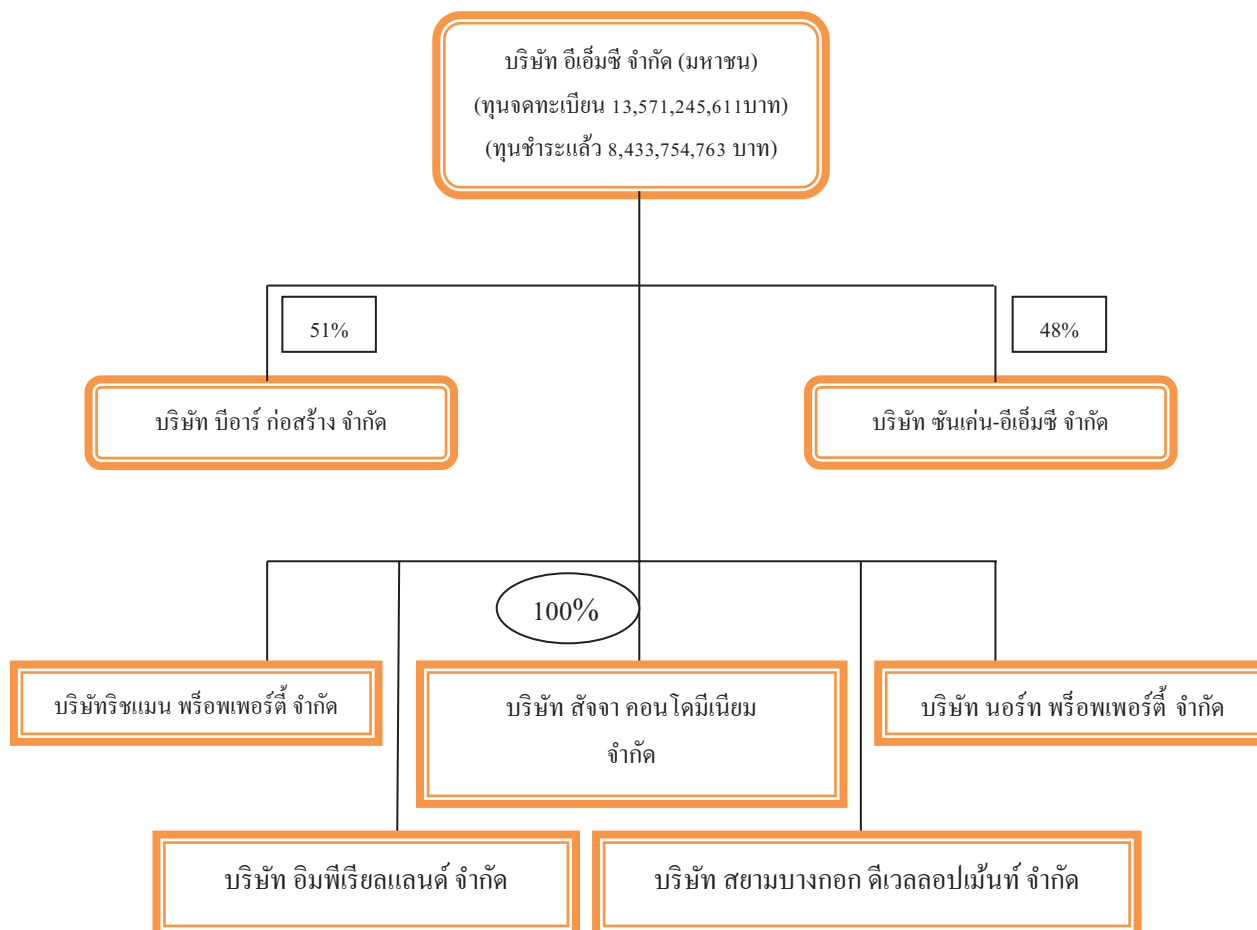 บริษัท อีเอ็มซี จำกัด (มหาชน)
(ทุนจดทะเบียน 13,571,245,611บาท)
(ทุนชำระแล้ว 8,433,754,763 บาท)
51%
48%
บริษัท บีอาร์ ก่อสร้าง จำกัด
บริษัท ซันเค่น-อีเอ็มซี จำกัด
100%
บริษัทริชแมน พร็อพเพอร์ตี้ จำกัด
บริษัท สัจจา คอนโดมีเนียม
จำกัด
บริษัท นอร์ท พร็อพเพอร์ตี้ จำกัด
บริษัท อิมพีเรียลแลนด์ จำกัด
บริษัท สยามบางกอก ดีเวลลอปเม้นท์ จำกัด